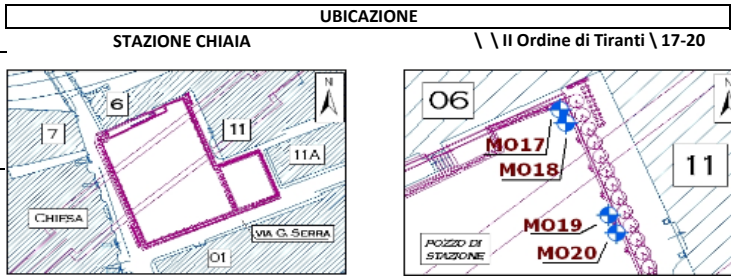 UBICAZIONE
STAZIONE CHIAIA
\ \ II Ordine di Tiranti \ 17-20
N
6
7
11
11A
CHIESA
VIA G. SERRA
01
N
06
MO17
MO18
11
MO19
MO20
POZZO DI
STAZIONE